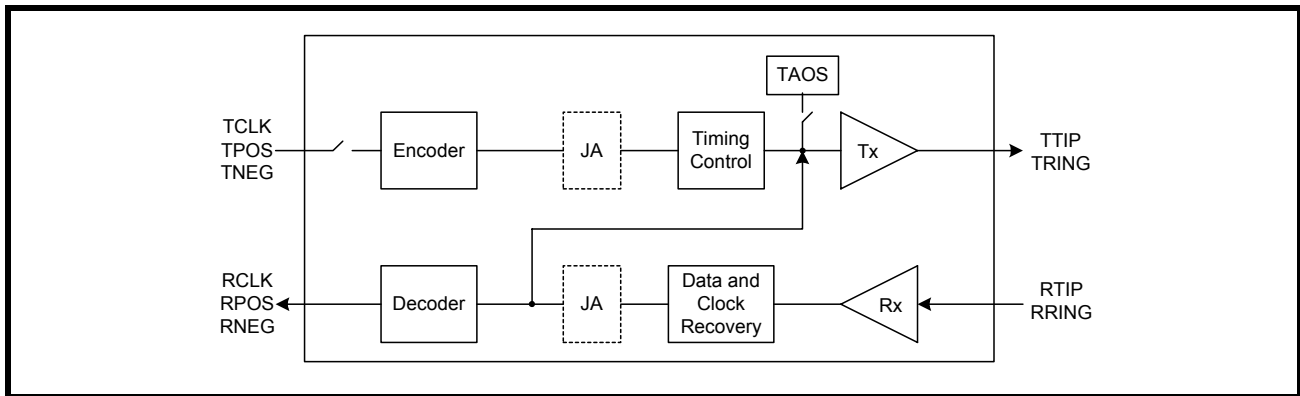 TAOS
TCLK
TPOS
TNEG
Encoder
JA
Timing
Control
Tx
TTIP
TRING
RCLK
RPOS
RNEG
Decoder
JA
Data and
Clock
Recovery
Rx
RTIP
RRING